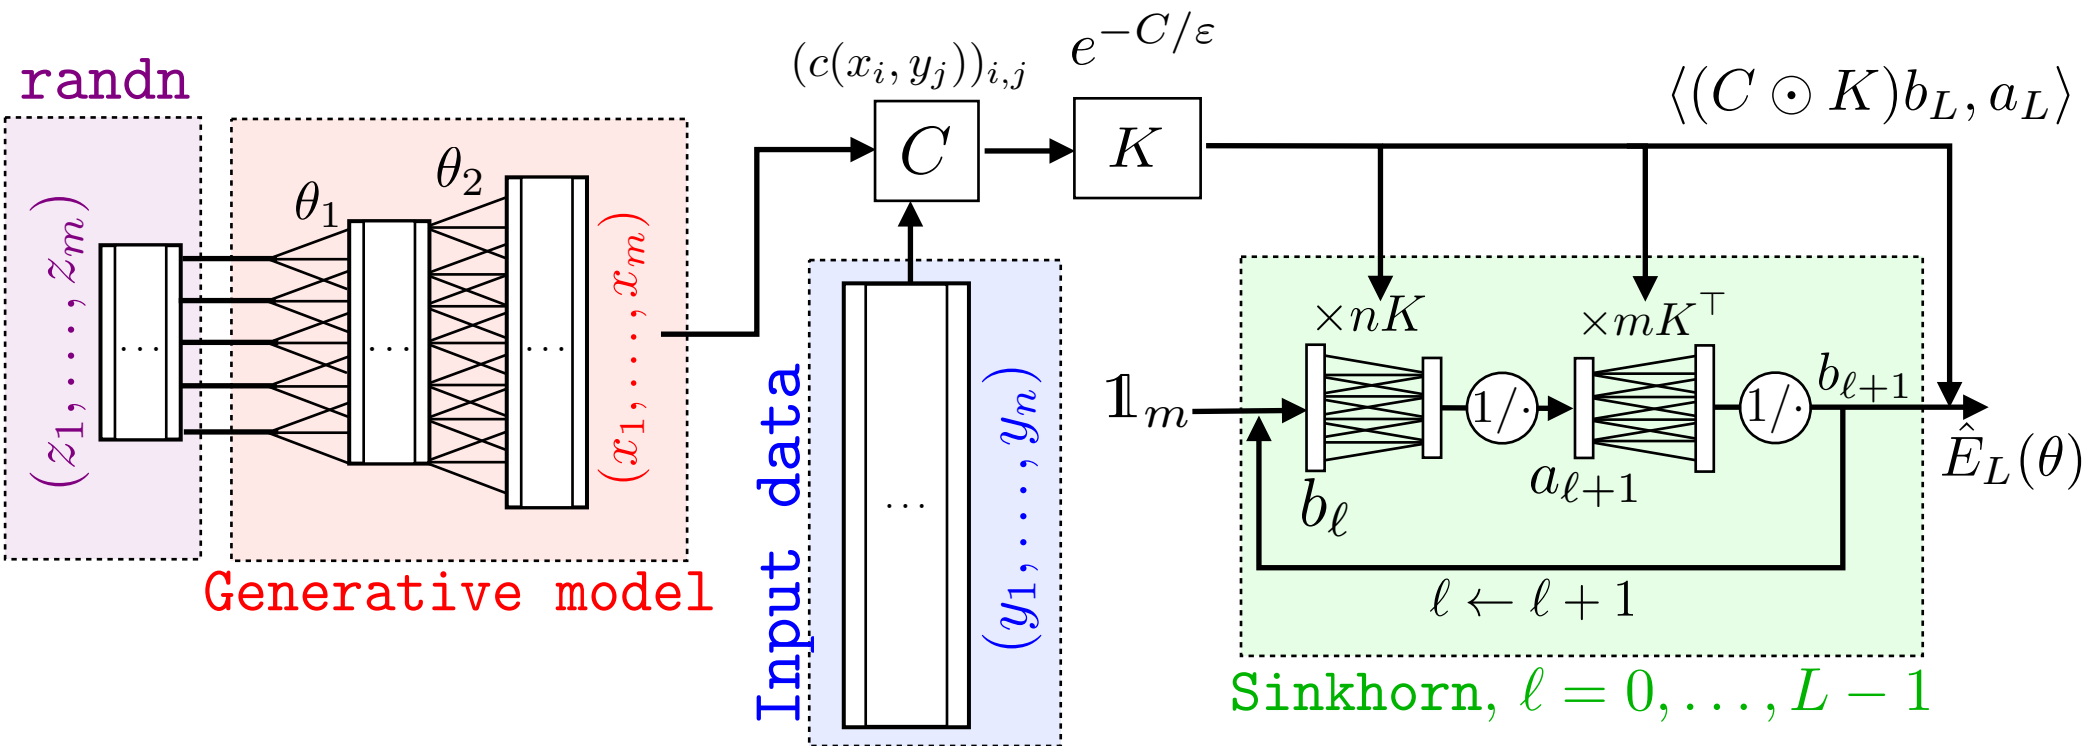 randn
(z_1, ..., z_m)
...
θ_1
θ_2
...
...
(x_1, ..., x_m)
Generative model
(c(x_i, y_j))_{i,j}
C
e^{-C/ε}
K
⟨(C ⊙ K)b_L, a_L⟩
Input data
...
(y_1, ..., y_n)
𝟙_m
×nK
×mK^⊤
b_ℓ
1/·
a_{ℓ+1}
1/·
b_{ℓ+1}
Ê_L(θ)
ℓ ← ℓ + 1
Sinkhorn, ℓ = 0, ..., L − 1